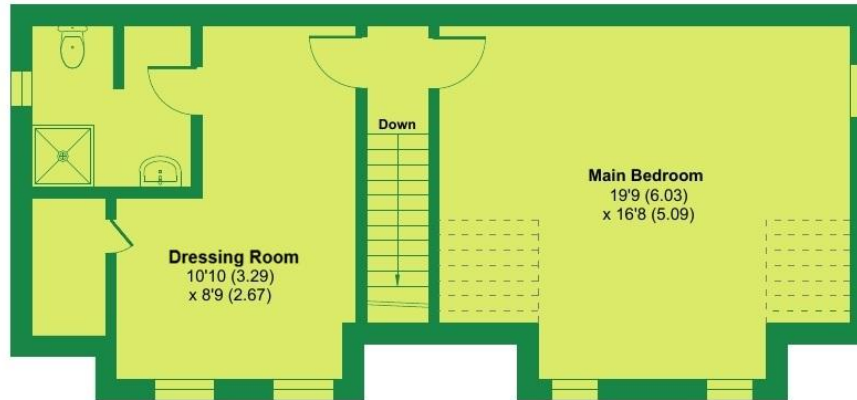 Down
Main Bedroom
19'9 (6.03)
x 16'8 (5.09)
Dressing Room
10'10 (3.29)
x 8'9 (2.67)